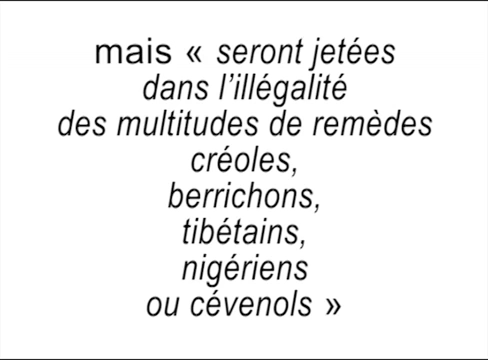 mais « seront jetées
dans l’illégalité
des multitudes de remèdes
créoles,
berrichons,
tibétains,
nigériens
ou cévenols »